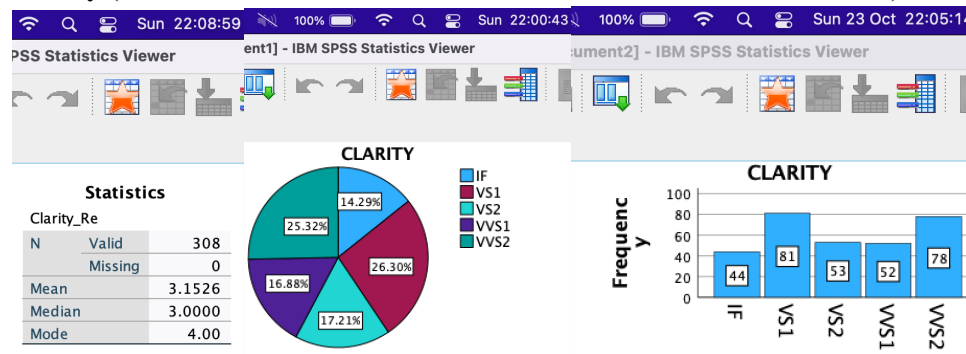 Sun 22:08:59
PSS Statistics Viewer
Statistics
Clarity_Re
N Valid 308
Missing 0
Mean 3.1526
Median 3.0000
Mode 4.00
100% Sun 22:00:43
ent1] - IBM SPSS Statistics Viewer
CLARITY
14.29%
26.30%
17.21%
16.88%
25.32%
IF
VS1
VS2
VVS1
VVS2
100% Sun 23 Oct 22:05:14
cument2] - IBM SPSS Statistics Viewer
CLARITY
Frequenc
y
100
80
60
40
20
0
44
81
53
52
78
IF
VS1
VS2
VVS1
VVS2